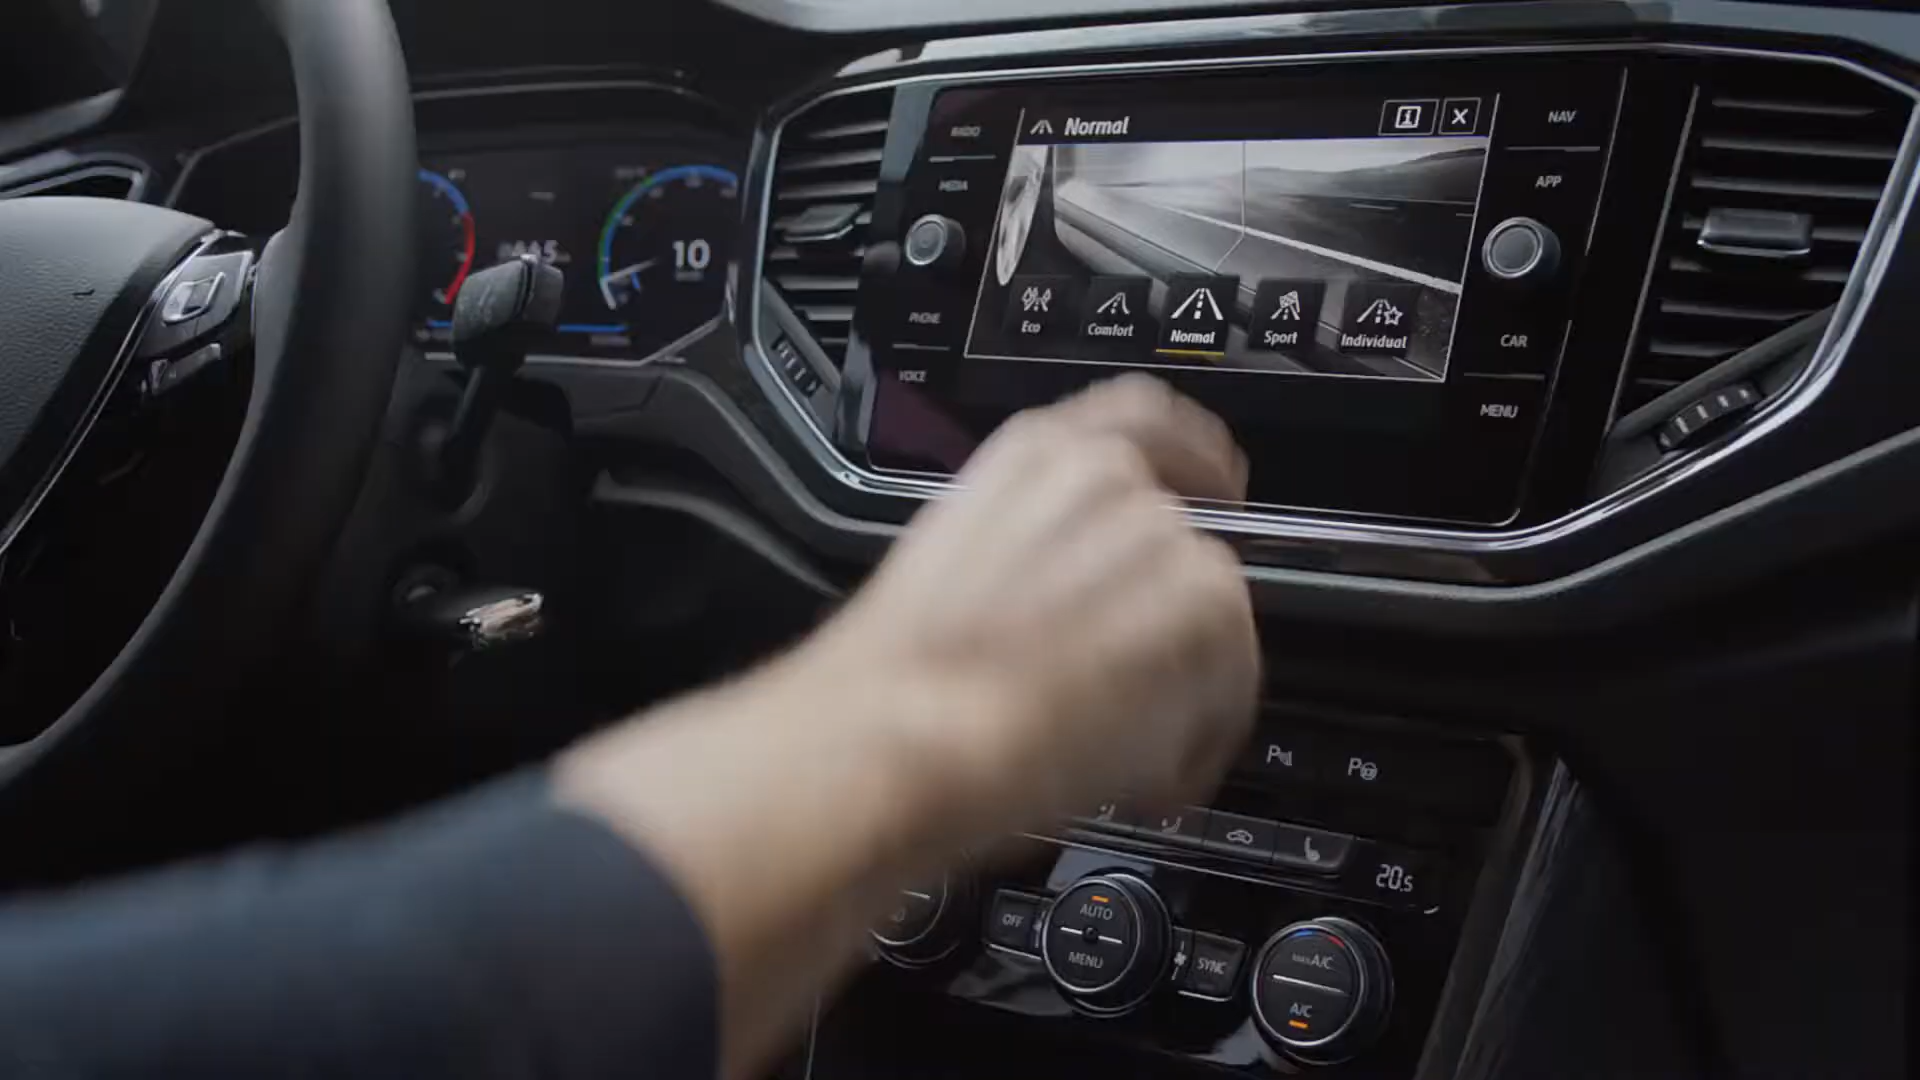 RADIO
MEDIA
PHONE
VOICE
Normal
Eco
Comfort
Normal
Sport
Individual
NAV
APP
CAR
MENU
10
20.5
OFF
AUTO
MENU
SYNC
MAX A/C
A/C